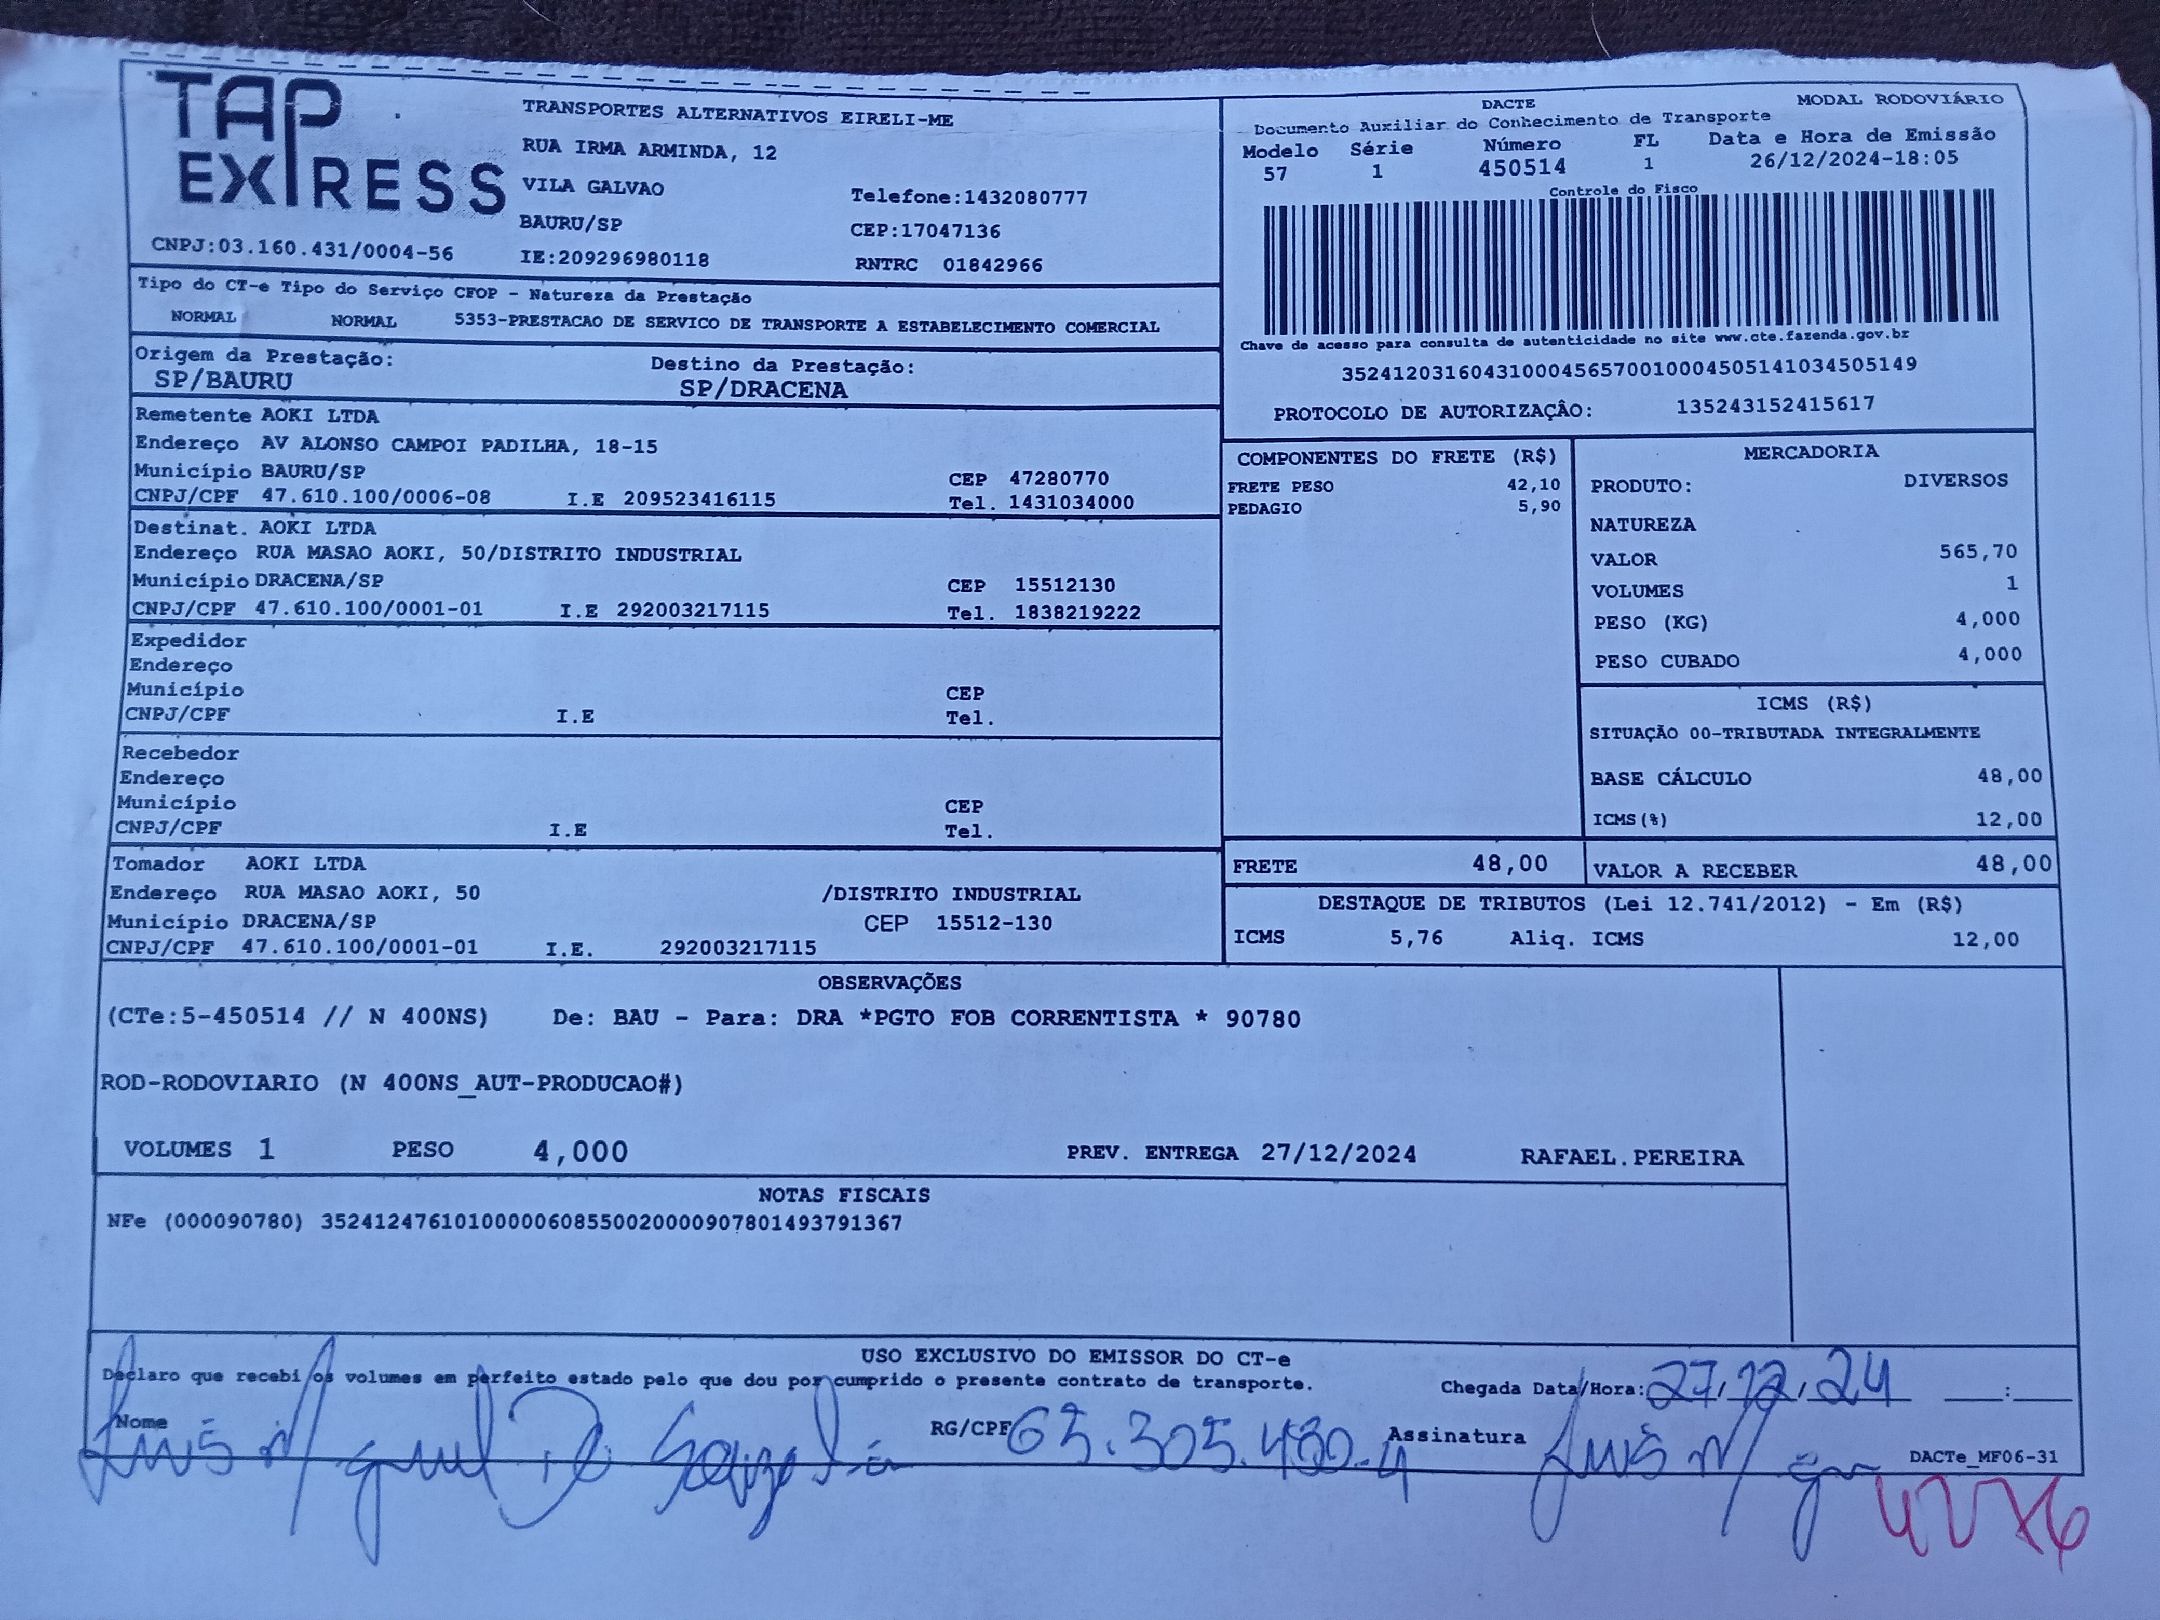 TAP EXPRESS
TRANSPORTES ALTERNATIVOS EIRELI-ME
RUA IRMA ARMINDA, 12
VILA GALVAO
Telefone:1432080777
BAURU/SP
CEP:17047136
CNPJ:03.160.431/0004-56
IE:209296980118
RNTRC 01842966
DACTE
MODAL RODOVIÁRIO
Documento Auxiliar do Conhecimento de Transporte
Modelo Série Número FL Data e Hora de Emissão
57 1 450514 1 26/12/2024-18:05
Controle do Fisco
Chave de acesso para consulta de autenticidade no site www.cte.fazenda.gov.br
35241203160431000456570010004505141034505149
PROTOCOLO DE AUTORIZAÇÂO: 135243152415617
Tipo do CT-e Tipo do Serviço CFOP - Natureza da Prestação
NORMAL NORMAL 5353-PRESTACAO DE SERVICO DE TRANSPORTE A ESTABELECIMENTO COMERCIAL
Origem da Prestação: Destino da Prestação:
SP/BAURU SP/DRACENA
Remetente AOKI LTDA
Endereço AV ALONSO CAMPOI PADILHA, 18-15
Município BAURU/SP CEP 47280770
CNPJ/CPF 47.610.100/0006-08 I.E 209523416115 Tel. 1431034000
Destinat. AOKI LTDA
Endereço RUA MASAO AOKI, 50/DISTRITO INDUSTRIAL
Município DRACENA/SP CEP 15512130
CNPJ/CPF 47.610.100/0001-01 I.E 292003217115 Tel. 1838219222
Expedidor
Endereço
Município CEP
CNPJ/CPF I.E Tel.
Recebedor
Endereço
Município CEP
CNPJ/CPF I.E Tel.
Tomador AOKI LTDA
Endereço RUA MASAO AOKI, 50 /DISTRITO INDUSTRIAL
Município DRACENA/SP CEP 15512-130
CNPJ/CPF 47.610.100/0001-01 I.E. 292003217115
COMPONENTES DO FRETE (R$)
FRETE PESO 42,10
PEDAGIO 5,90
FRETE 48,00
MERCADORIA
PRODUTO: DIVERSOS
NATUREZA
VALOR 565,70
VOLUMES 1
PESO (KG) 4,000
PESO CUBADO 4,000
ICMS (R$)
SITUAÇÃO 00-TRIBUTADA INTEGRALMENTE
BASE CÁLCULO 48,00
ICMS(%) 12,00
VALOR A RECEBER 48,00
DESTAQUE DE TRIBUTOS (Lei 12.741/2012) - Em (R$)
ICMS 5,76 Aliq. ICMS 12,00
OBSERVAÇÕES
(CTe:5-450514 // N 400NS) De: BAU - Para: DRA *PGTO FOB CORRENTISTA * 90780
ROD-RODOVIARIO (N 400NS_AUT-PRODUCAO#)
VOLUMES 1 PESO 4,000 PREV. ENTREGA 27/12/2024 RAFAEL.PEREIRA
NOTAS FISCAIS
NFe (000090780) 35241247610100000608550020000907801493791367
USO EXCLUSIVO DO EMISSOR DO CT-e
Declaro que recebi os volumes em perfeito estado pelo que dou por cumprido o presente contrato de transporte.
Chegada Data/Hora: 27.12.24 __:__
Nome Luis Miguel
RG/CPF 65.305.480-4
Assinatura Luis Miguel
DACTe_MF06-31